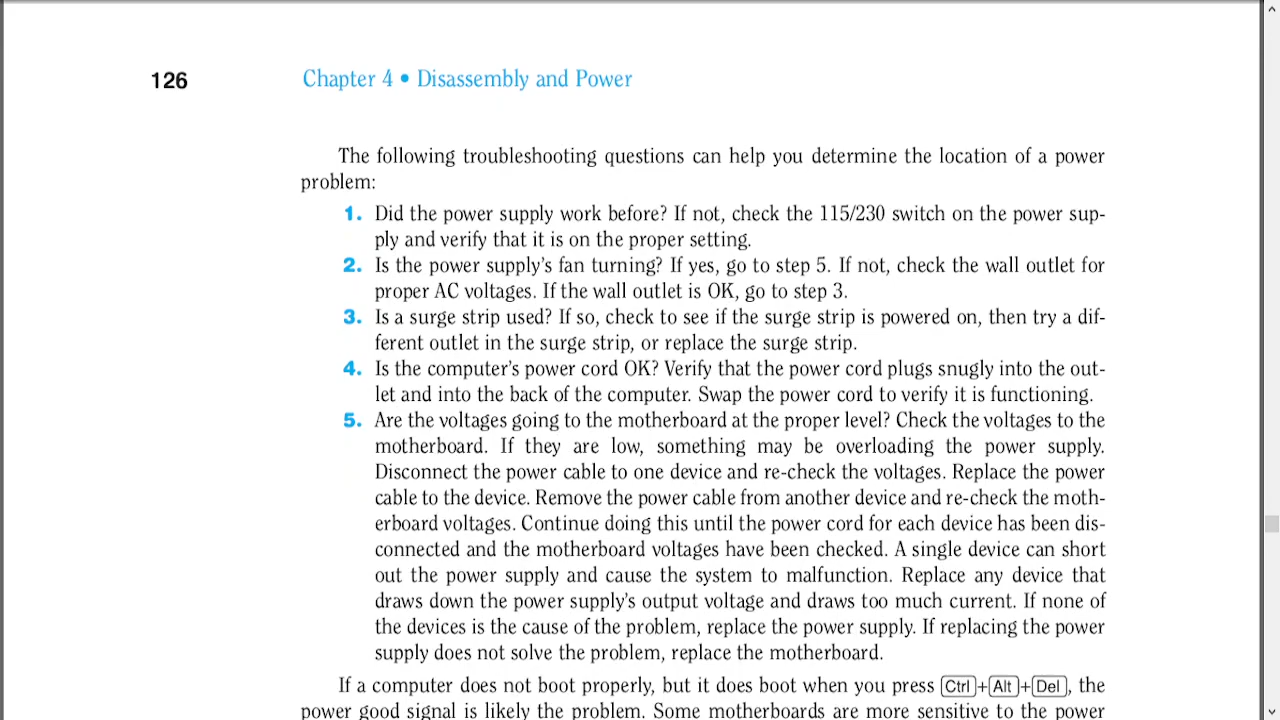 126 Chapter 4 • Disassembly and Power
The following troubleshooting questions can help you determine the location of a power
problem:
1. Did the power supply work before? If not, check the 115/230 switch on the power sup-
ply and verify that it is on the proper setting.
2. Is the power supply's fan turning? If yes, go to step 5. If not, check the wall outlet for
proper AC voltages. If the wall outlet is OK, go to step 3.
3. Is a surge strip used? If so, check to see if the surge strip is powered on, then try a dif-
ferent outlet in the surge strip, or replace the surge strip.
4. Is the computer's power cord OK? Verify that the power cord plugs snugly into the out-
let and into the back of the computer. Swap the power cord to verify it is functioning.
5. Are the voltages going to the motherboard at the proper level? Check the voltages to the
motherboard. If they are low, something may be overloading the power supply.
Disconnect the power cable to one device and re-check the voltages. Replace the power
cable to the device. Remove the power cable from another device and re-check the moth-
erboard voltages. Continue doing this until the power cord for each device has been dis-
connected and the motherboard voltages have been checked. A single device can short
out the power supply and cause the system to malfunction. Replace any device that
draws down the power supply's output voltage and draws too much current. If none of
the devices is the cause of the problem, replace the power supply. If replacing the power
supply does not solve the problem, replace the motherboard.
If a computer does not boot properly, but it does boot when you press Ctrl+Alt+Del, the
power good signal is likely the problem. Some motherboards are more sensitive to the power